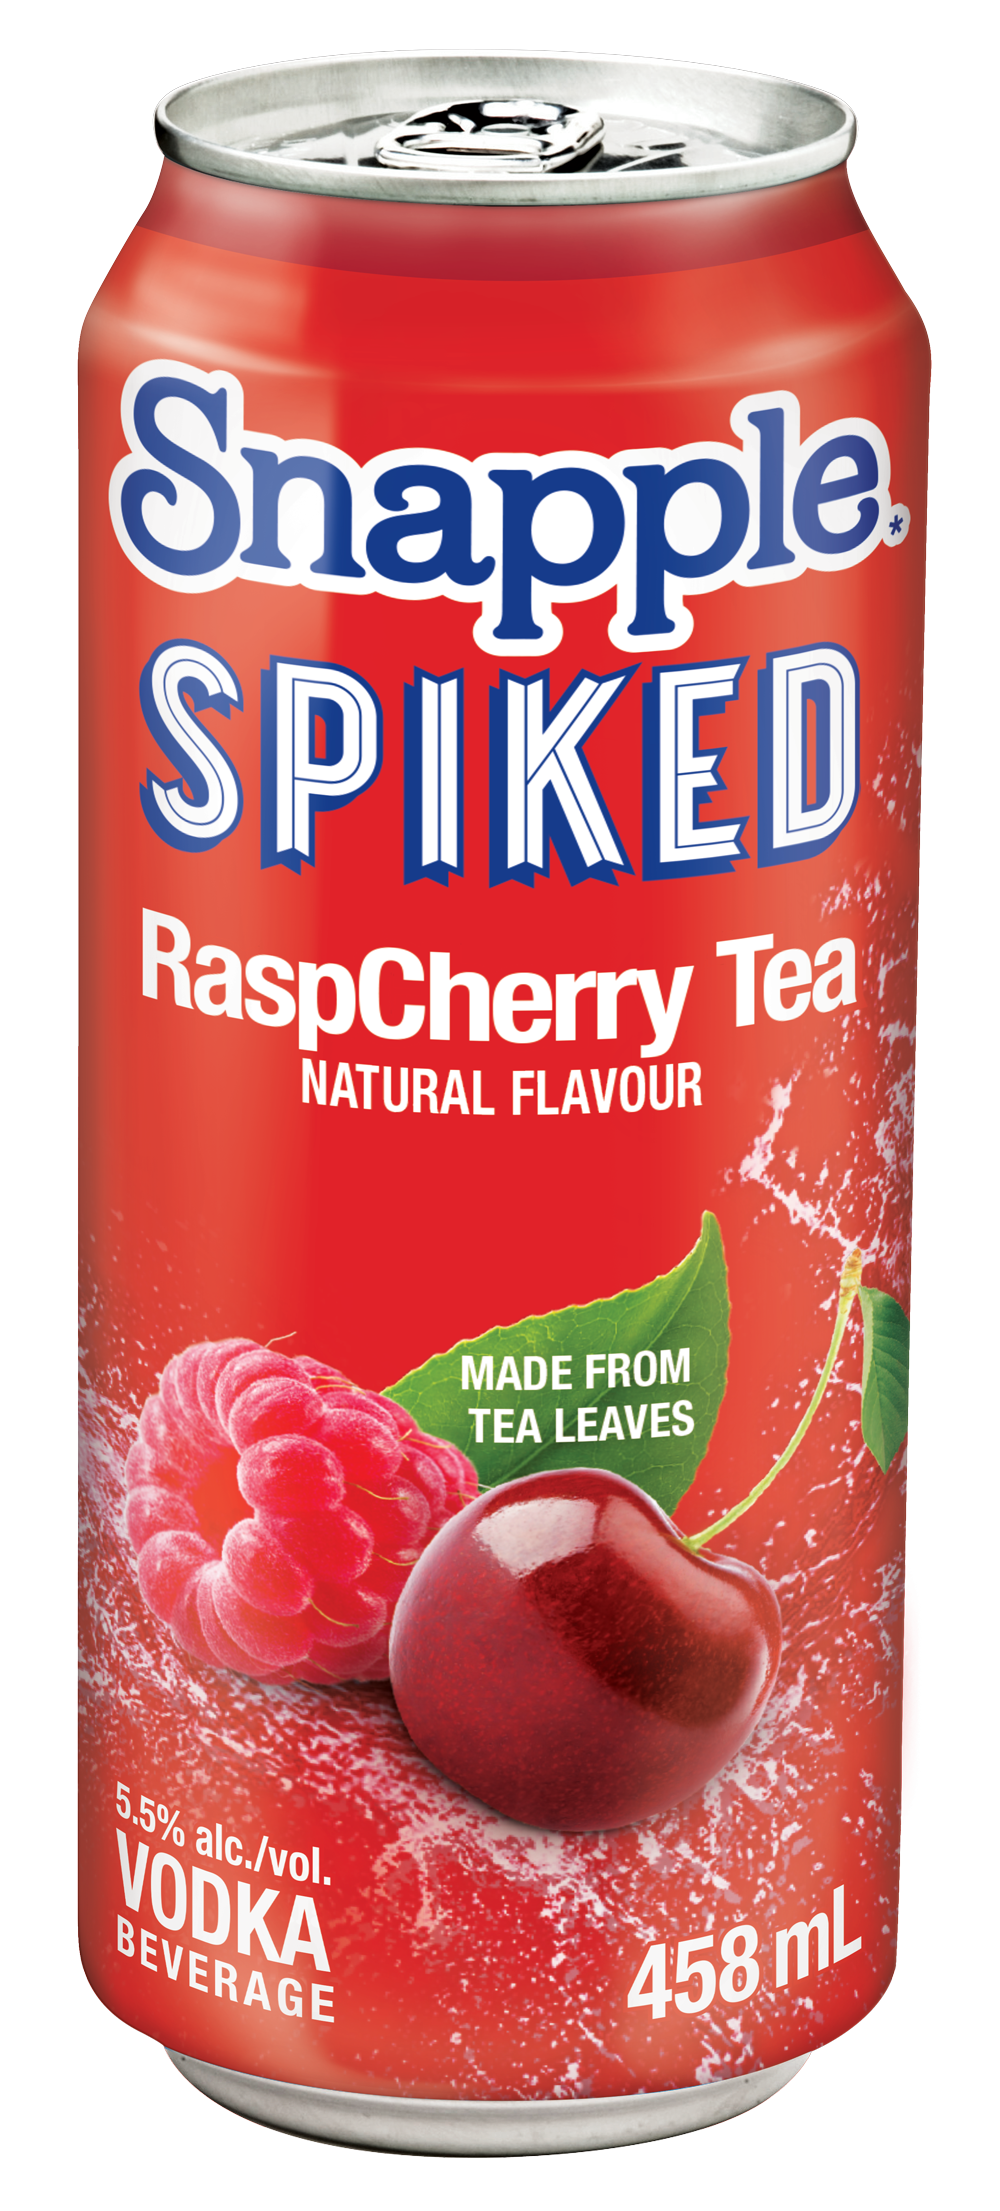 Snapple.*
SPIKED
RaspCherry Tea
NATURAL FLAVOUR
MADE FROM
TEA LEAVES
5.5% alc./vol.
VODKA
BEVERAGE
458 mL